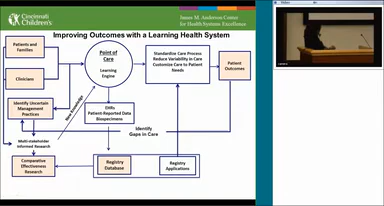 Cincinnati
Children's
James M. Anderson Center
for Health Systems Excellence
Improving Outcomes with a Learning Health System
Patients and
Families
Clinicians
Point of
Care
Learning
Engine
Standardize Care Process
Reduce Variability in Care
Customize Care to Patient
Needs
Patient
Outcomes
Identify Uncertain
Management
Practices
New Knowledge
EHRs
Patient-Reported Data
Biospecimens
Identify
Gaps in Care
Multi-stakeholder
Informed Research
Comparative
Effectiveness
Research
Registry
Database
Registry
Applications